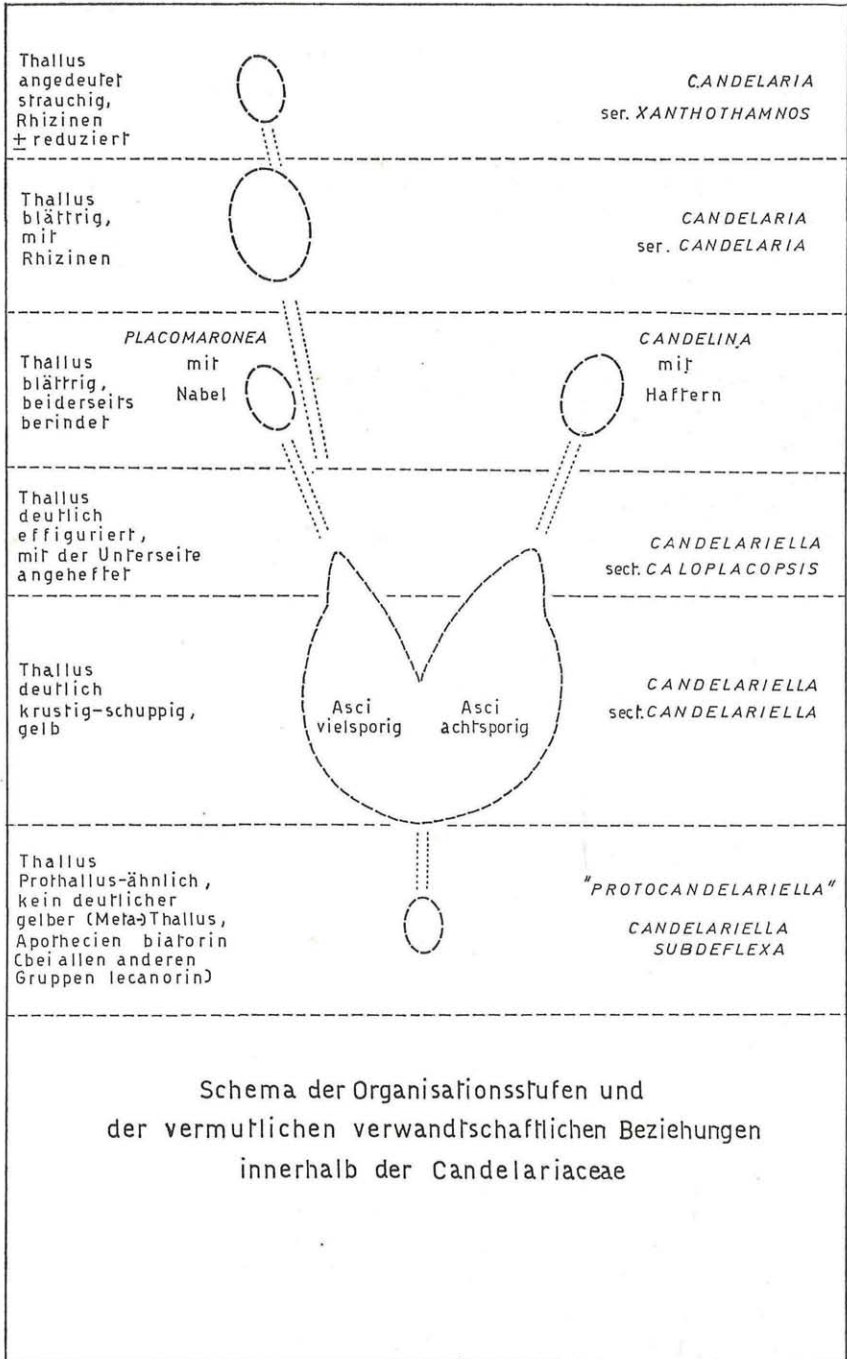 Thallus
angedeutet
strauchig,
Rhizinen
± reduziert
CANDELARIA
ser. XANTHOTHAMNOS
Thallus
blättrig,
mit
Rhizinen
CANDELARIA
ser. CANDELARIA
PLACOMARONEA
mit
Nabel
Thallus
blättrig,
beiderseits
berindet
CANDELINA
mit
Haftern
Thallus
deutlich
effiguriert,
mit der Unterseite
angeheftet
CANDELARIELLA
sect. CALOPLACOPSIS
Thallus
deutlich
krustig-schuppig,
gelb
Asci
vielsporig
Asci
achtsporig
CANDELARIELLA
sect. CANDELARIELLA
Thallus
Prothallus-ähnlich,
kein deutlicher
gelber (Meta-)Thallus,
Apothecien biatorin
(bei allen anderen
Gruppen lecanorin)
"PROTOCANDELARIELLA"
CANDELARIELLA
SUBDEFLEXA
Schema der Organisationsstufen und
der vermutlichen verwandtschaftlichen Beziehungen
innerhalb der Candelariaceae